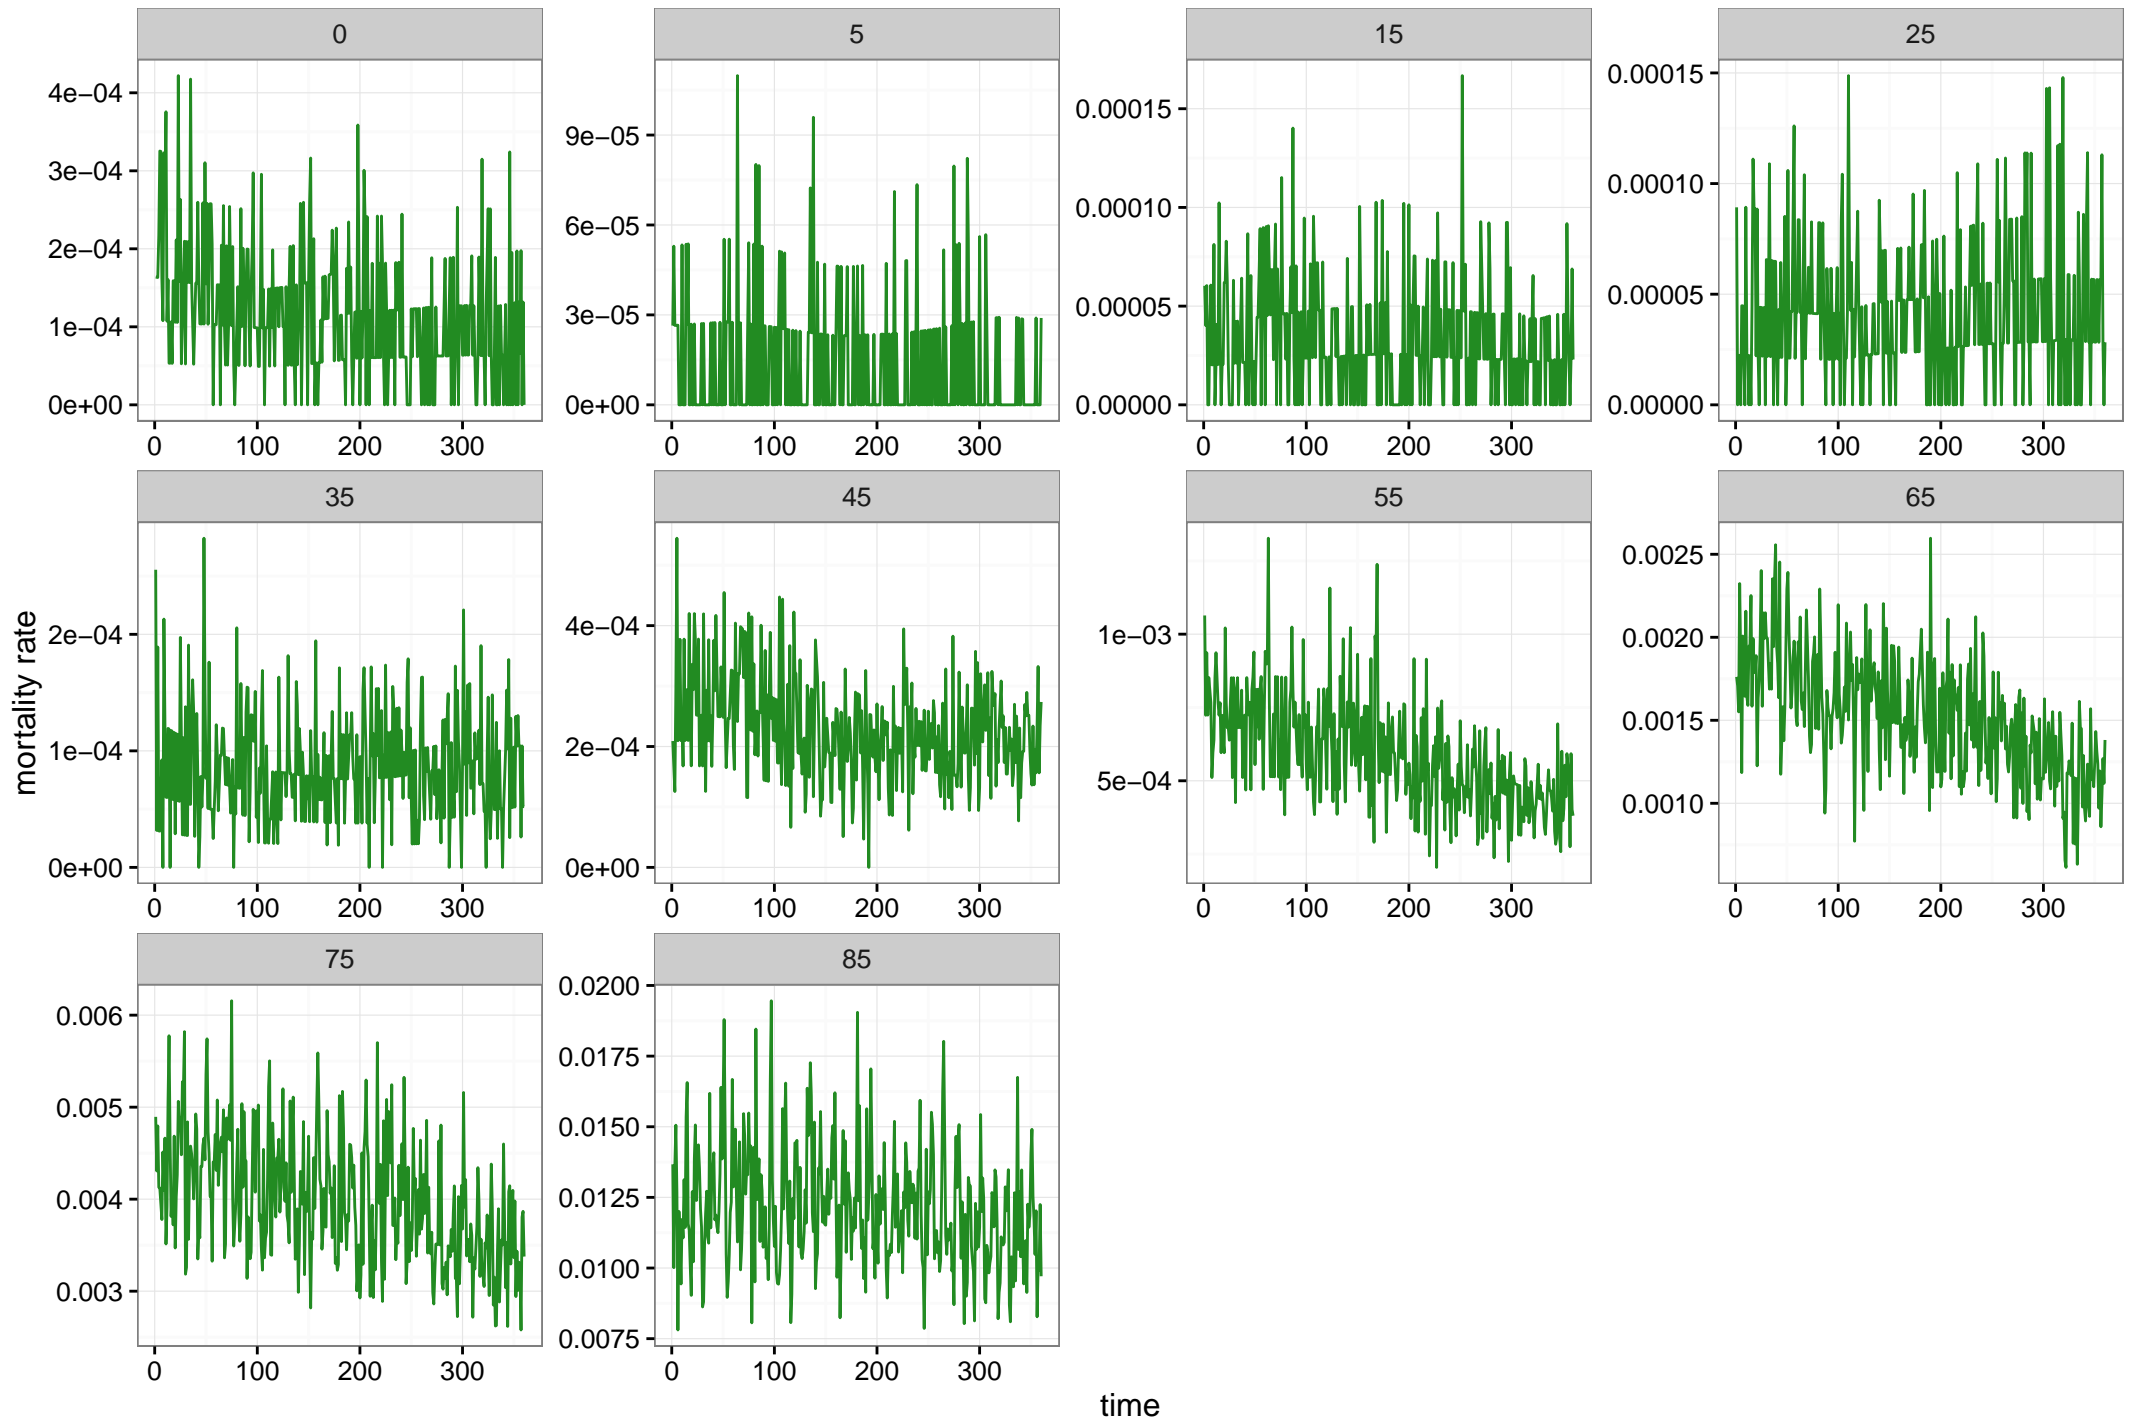 0 5 15 25
4e−04
3e−04
2e−04
1e−04
0e+00
9e−05
6e−05
3e−05
0e+00
0.00015
0.00010
0.00005
0.00000
0.00015
0.00010
0.00005
0.00000
0 100 200 300 0 100 200 300 0 100 200 300 0 100 200 300
35 45 55 65
mortality rate
2e−04
1e−04
0e+00
4e−04
2e−04
0e+00
1e−03
5e−04
0.0025
0.0020
0.0015
0.0010
0 100 200 300 0 100 200 300 0 100 200 300 0 100 200 300
75 85
0.006
0.005
0.004
0.003
0.0200
0.0175
0.0150
0.0125
0.0100
0.0075
0 100 200 300 0 100 200 300
time